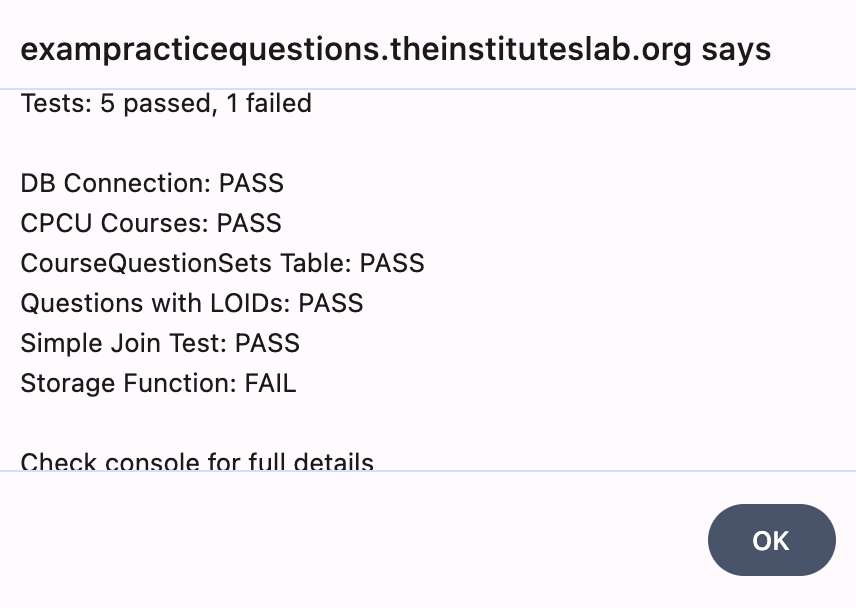 exampracticequestions.theinstituteslab.org says
Tests: 5 passed, 1 failed
DB Connection: PASS
CPCU Courses: PASS
CourseQuestionSets Table: PASS
Questions with LOIDs: PASS
Simple Join Test: PASS
Storage Function: FAIL
Check console for full details
OK